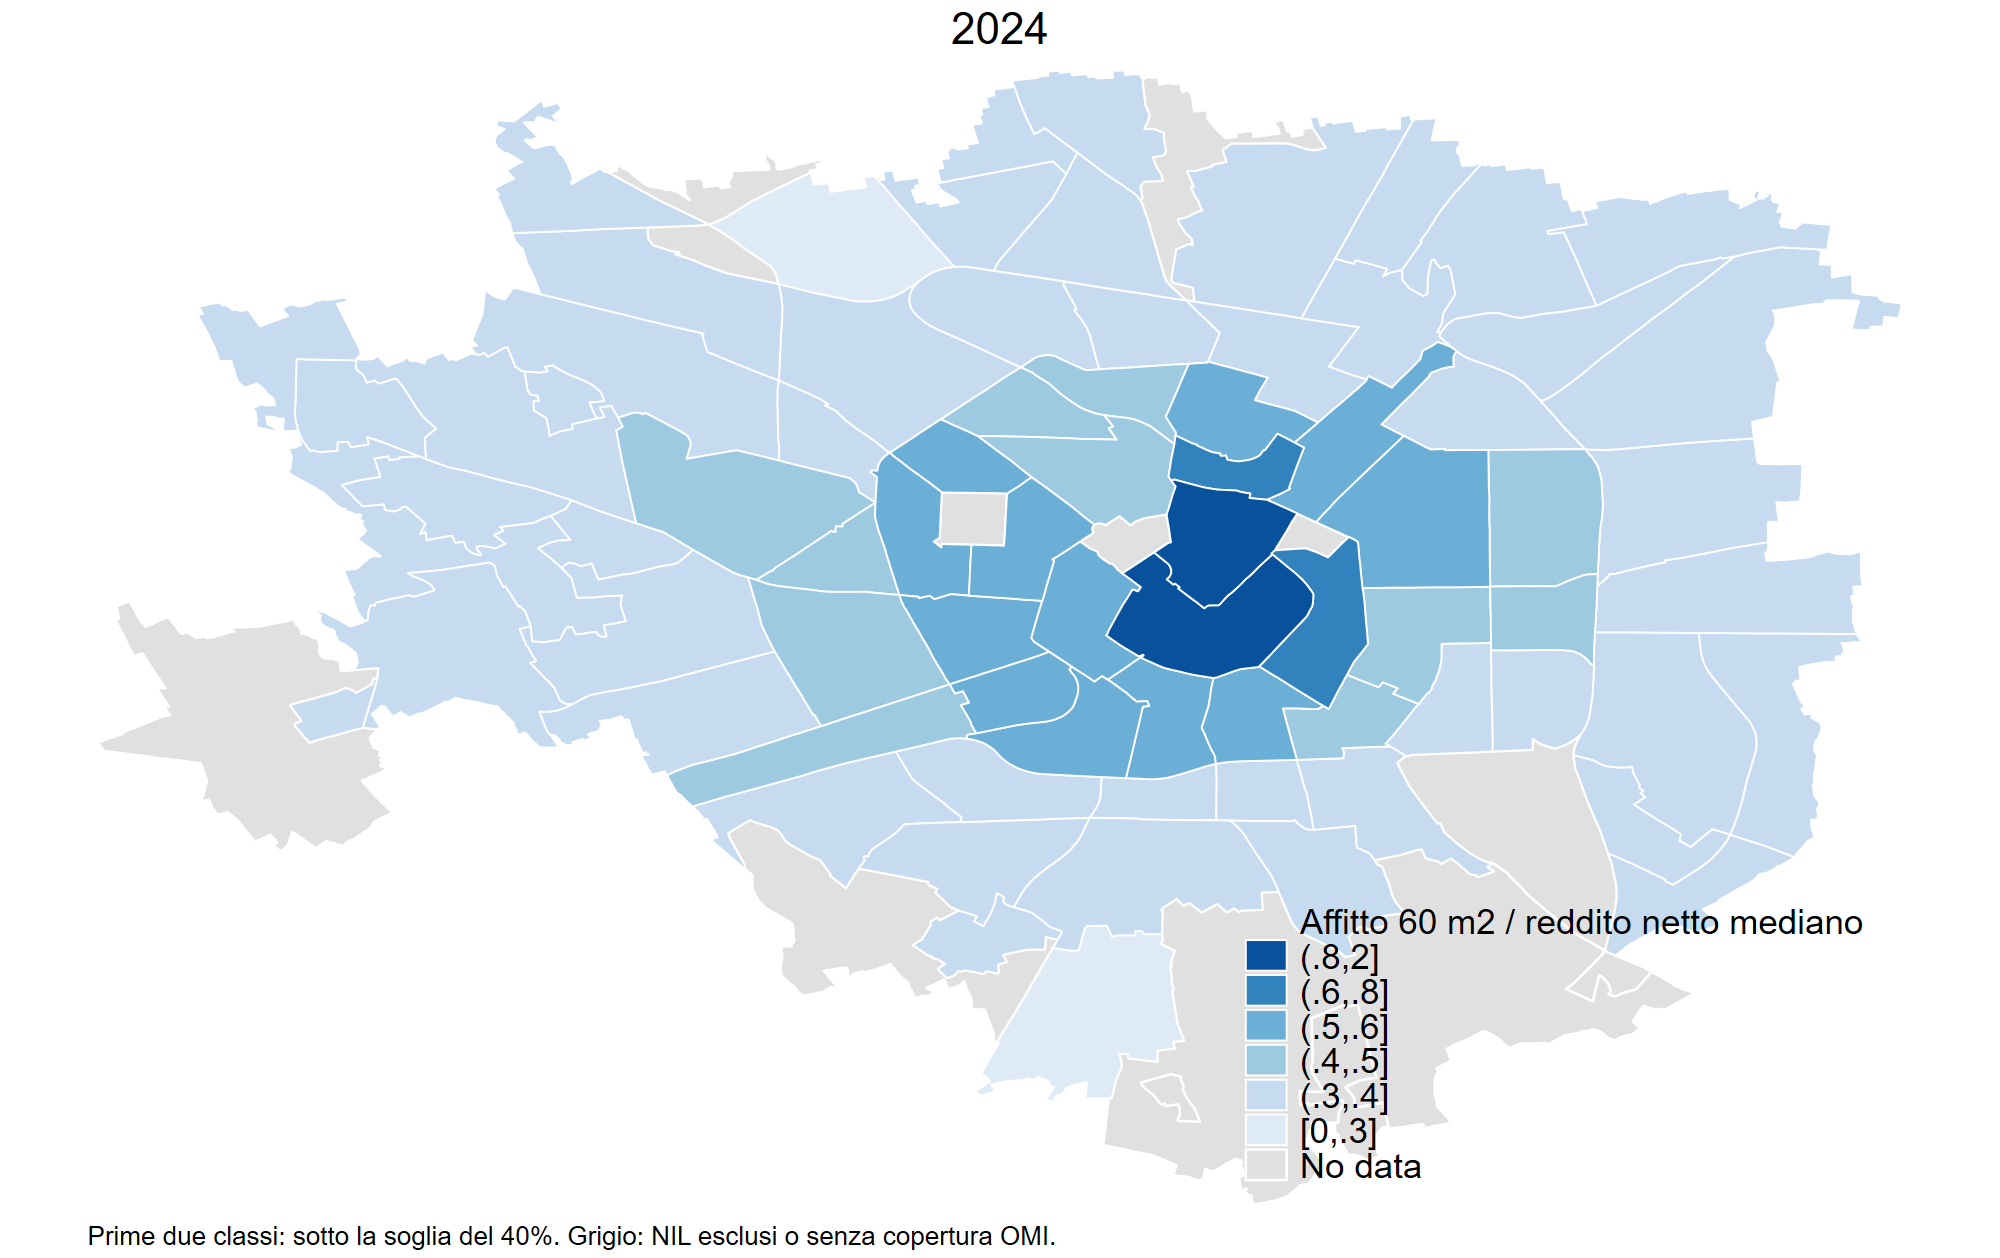 2024
Affitto 60 m2 / reddito netto mediano
(.8,2]
(.6,.8]
(.5,.6]
(.4,.5]
(.3,.4]
[0,.3]
No data
Prime due classi: sotto la soglia del 40%. Grigio: NIL esclusi o senza copertura OMI.